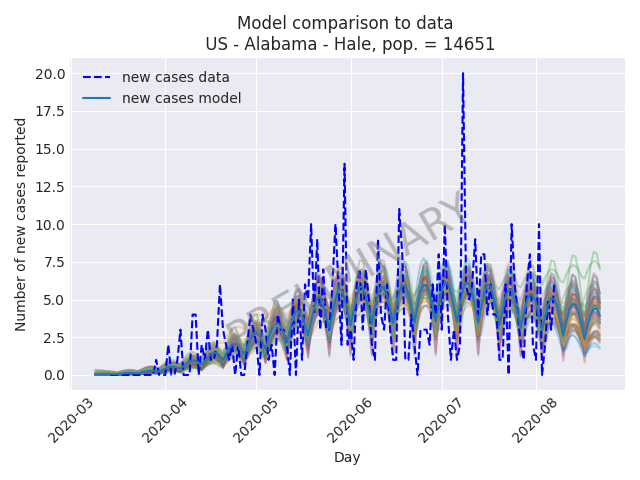 Model comparison to data
US - Alabama - Hale, pop. = 14651
new cases data
new cases model
20.0
17.5
15.0
12.5
10.0
7.5
5.0
2.5
0.0
Number of new cases reported
PRELIMINARY
2020-03
2020-04
2020-05
2020-06
2020-07
2020-08
Day